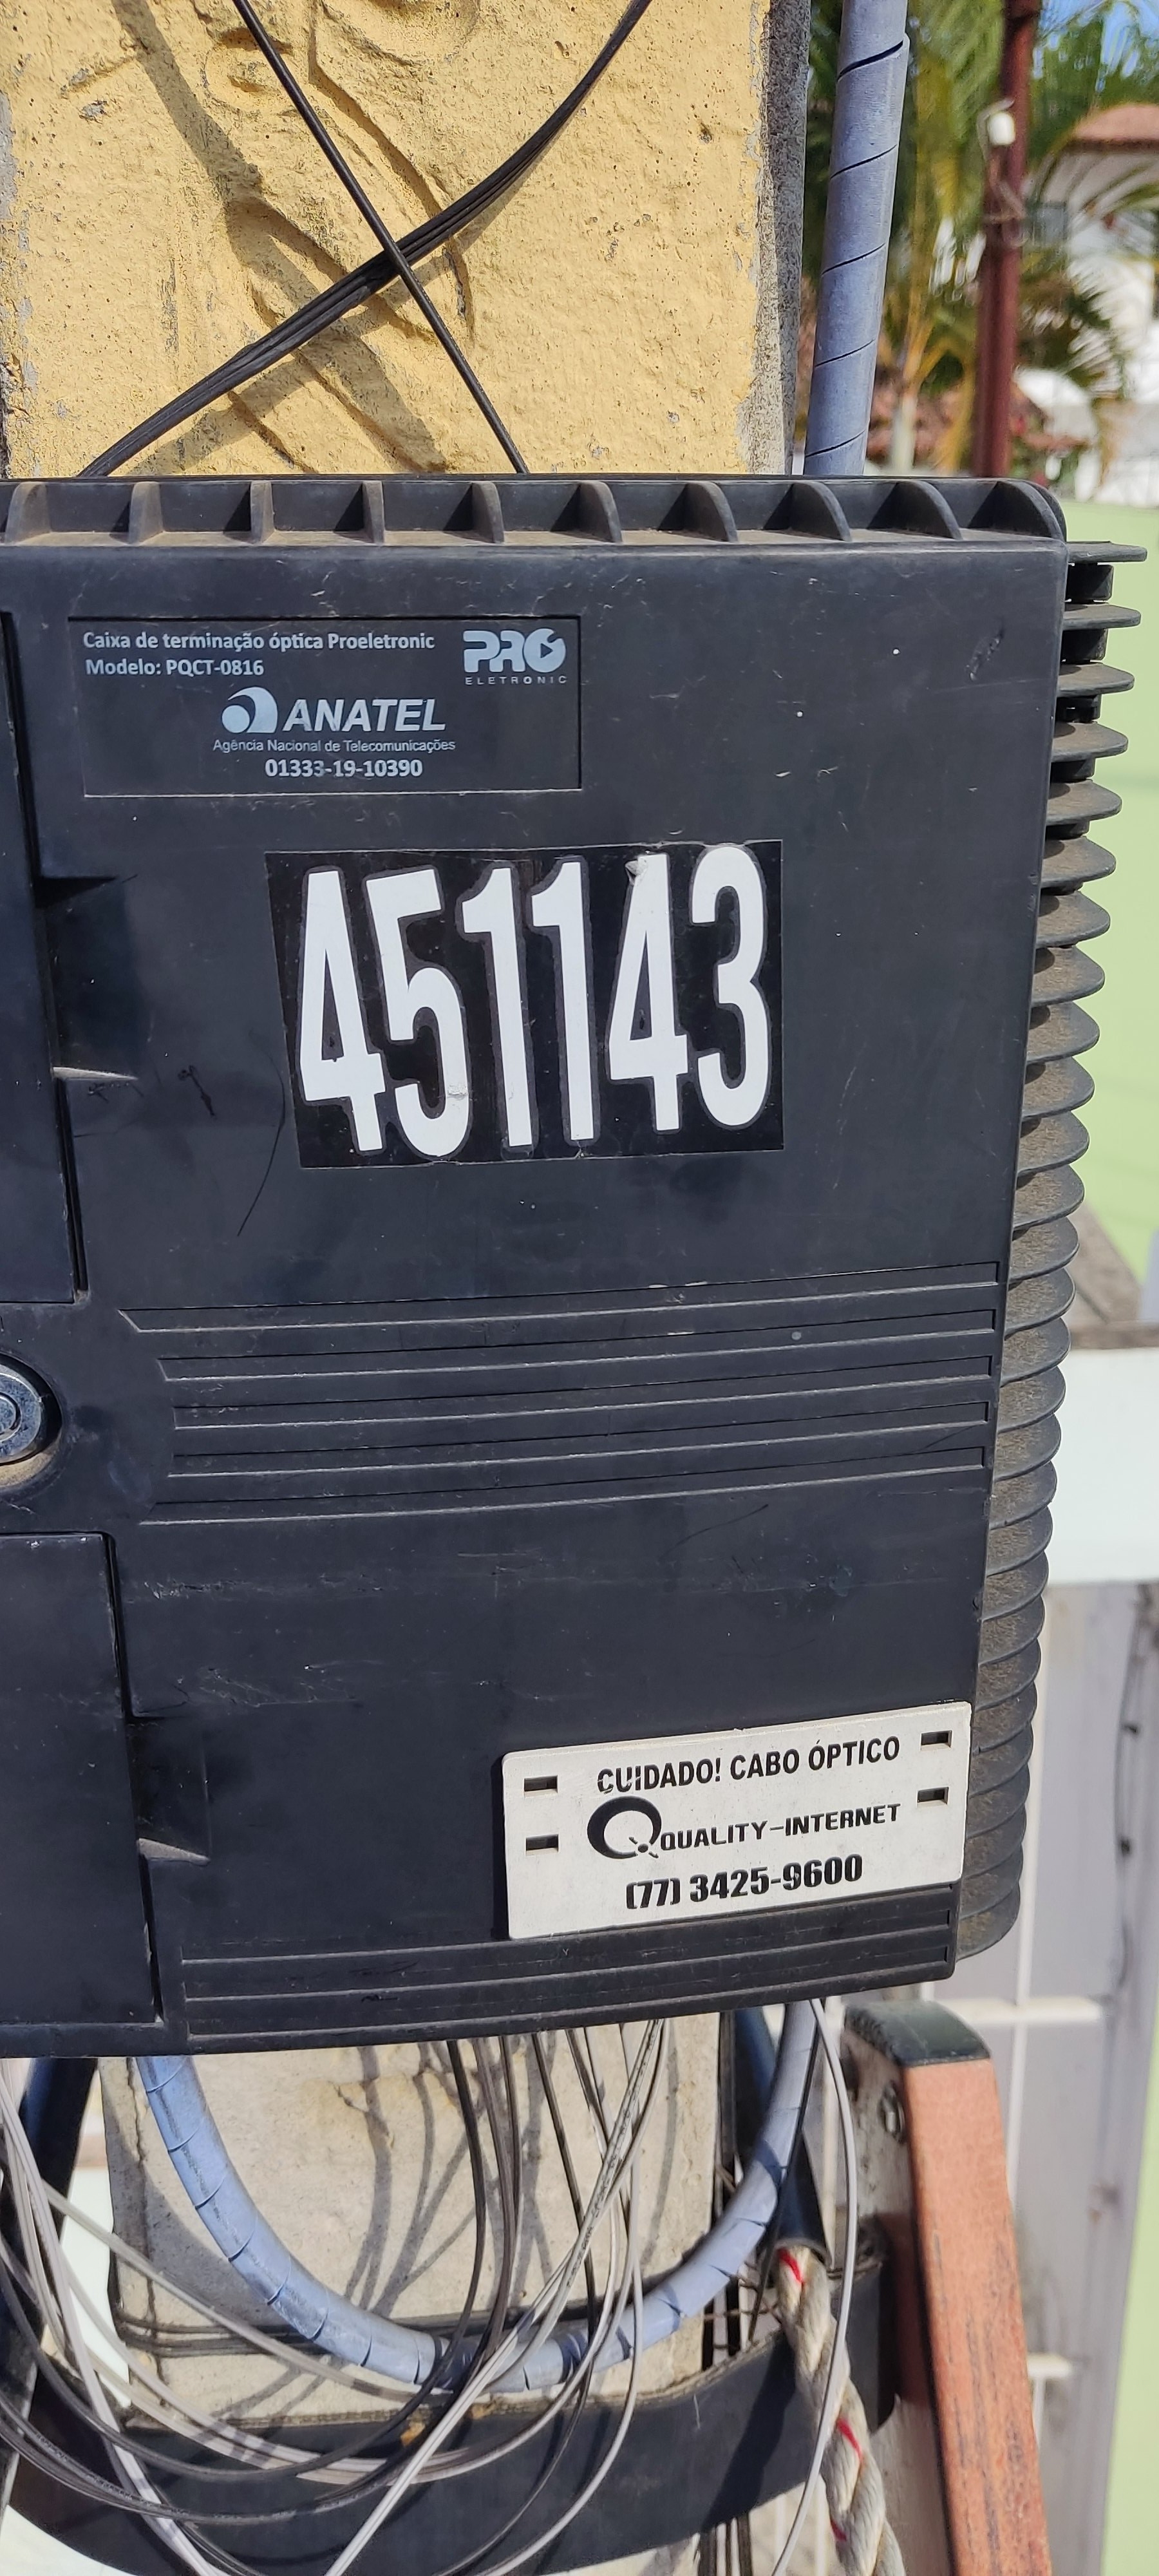 Caixa de terminação óptica Proeletronic
Modelo: PQCT-0816
PRO
ELETRONIC
ANATEL
Agência Nacional de Telecomunicações
01333-19-10390
451143
CUIDADO! CABO ÓPTICO
QUALITY-INTERNET
(77) 3425-9600